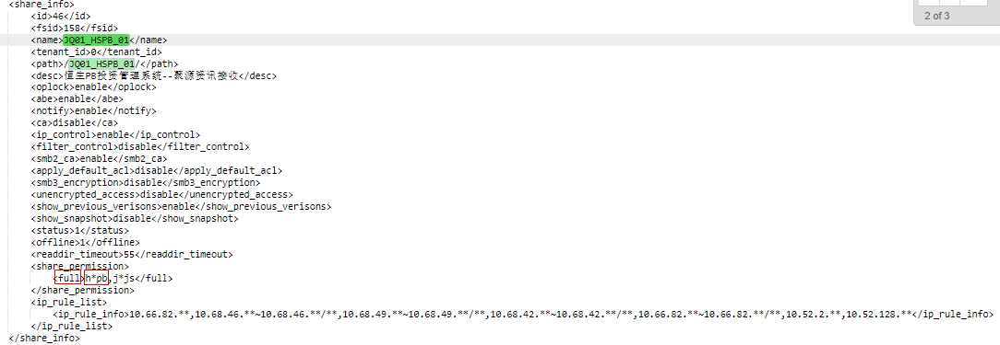 <share_info>
<id>46</id>
2 of 3
<fsid>158</fsid>
<name>JQ01_HSPB_01</name>
<tenant_id>0</tenant_id>
<path>/JQ01_HSPB_01/</path>
<desc>恒生PB投资管理系统--聚源资讯接收</desc>
<oplock>enable</oplock>
<abe>enable</abe>
<notify>enable</notify>
<ca>disable</ca>
<ip_control>enable</ip_control>
<filter_control>disable</filter_control>
<smb2_ca>enable</smb2_ca>
<apply_default_acl>disable</apply_default_acl>
<smb3_encryption>disable</smb3_encryption>
<unencrypted_access>disable</unencrypted_access>
<show_previous_verisons>enable</show_previous_verisons>
<show_snapshot>disable</show_snapshot>
<status>1</status>
<offline>1</offline>
<readdir_timeout>55</readdir_timeout>
<share_permission>
<full>h*pb,j*js</full>
</share_permission>
<ip_rule_list>
<ip_rule_info>10.66.82.**,10.68.46.**~10.68.46.**/**,10.68.49.**~10.68.49.**/**,10.68.42.**~10.68.42.**/**,10.66.82.**~10.66.82.**/**,10.52.2.**,10.52.128.**</ip_rule_info>
</ip_rule_list>
</share_info>